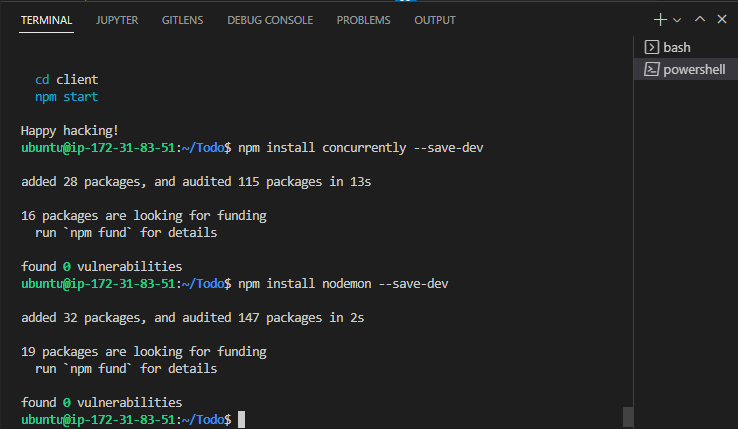 TERMINAL JUPYTER GITLENS DEBUG CONSOLE PROBLEMS OUTPUT
bash
powershell
cd client
npm start
Happy hacking!
ubuntu@ip-172-31-83-51:~/Todo$ npm install concurrently --save-dev
added 28 packages, and audited 115 packages in 13s
16 packages are looking for funding
run `npm fund` for details
found 0 vulnerabilities
ubuntu@ip-172-31-83-51:~/Todo$ npm install nodemon --save-dev
added 32 packages, and audited 147 packages in 2s
19 packages are looking for funding
run `npm fund` for details
found 0 vulnerabilities
ubuntu@ip-172-31-83-51:~/Todo$